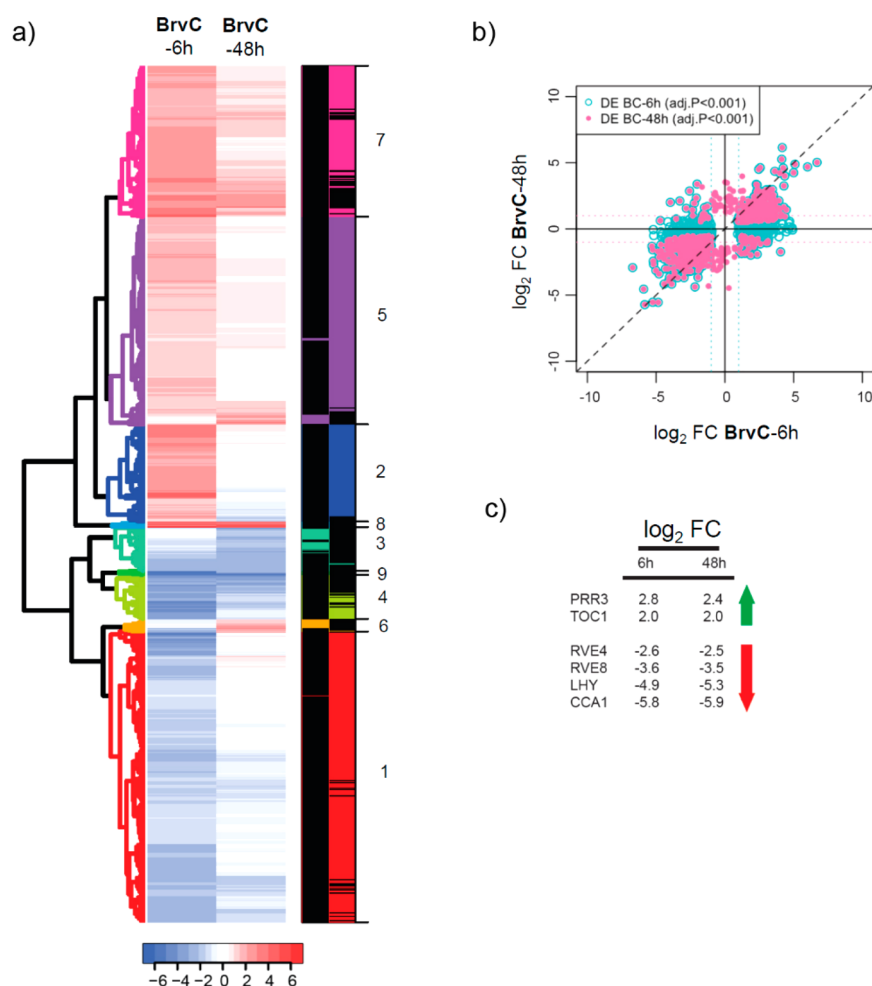 a)
BrvC BrvC
-6h -48h
7
5
2
8
3
9
4
6
1
-6 -4 -2 0 2 4 6
b)
DE BC-6h (adj.P<0.001)
DE BC-48h (adj.P<0.001)
10
5
0
-5
-10
log2 FC BrvC-48h
-10 -5 0 5 10
log2 FC BrvC-6h
c)
log2 FC
6h 48h
PRR3 2.8 2.4
TOC1 2.0 2.0
RVE4 -2.6 -2.5
RVE8 -3.6 -3.5
LHY -4.9 -5.3
CCA1 -5.8 -5.9